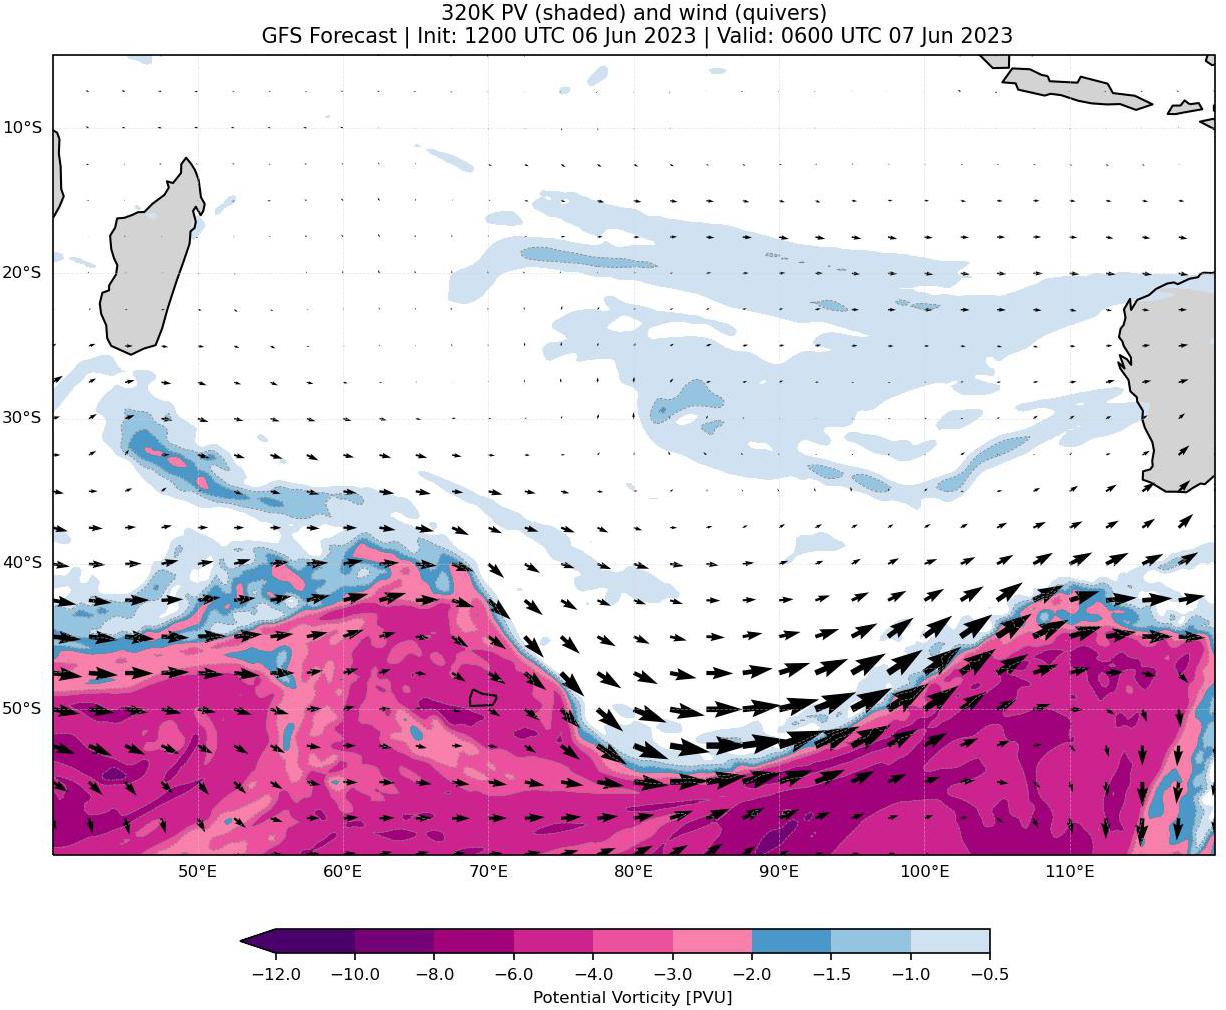 320K PV (shaded) and wind (quivers)
GFS Forecast | Init: 1200 UTC 06 Jun 2023 | Valid: 0600 UTC 07 Jun 2023
10°S
20°S
30°S
40°S
50°S
50°E 60°E 70°E 80°E 90°E 100°E 110°E
−12.0 −10.0 −8.0 −6.0 −4.0 −3.0 −2.0 −1.5 −1.0 −0.5
Potential Vorticity [PVU]